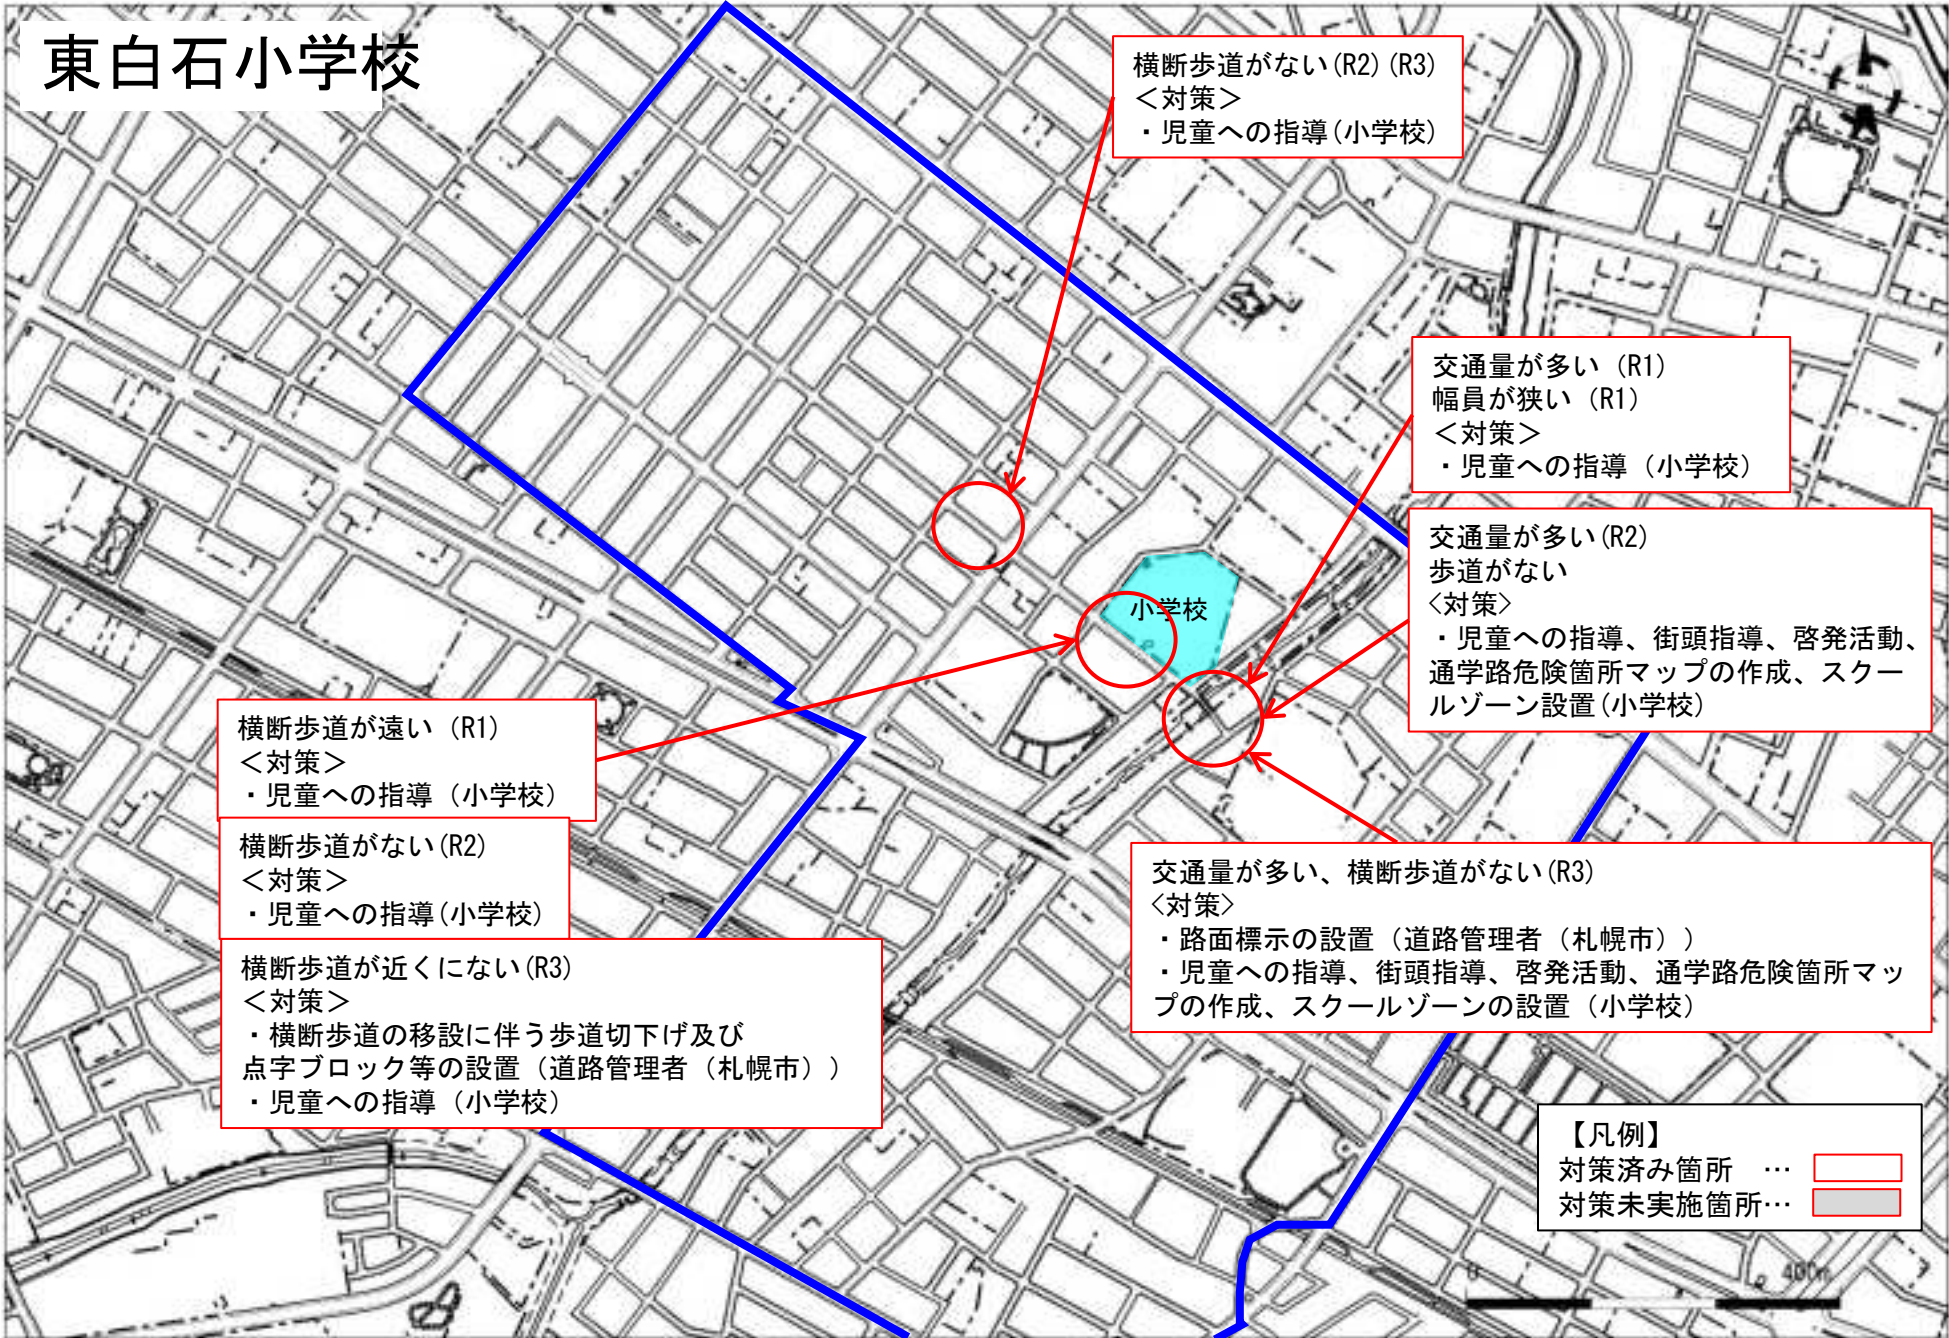 東白石小学校
横断歩道がない(R2)(R3)
＜対策＞
・児童への指導(小学校)
交通量が多い（R1）
幅員が狭い（R1）
＜対策＞
・児童への指導（小学校）
交通量が多い(R2)
歩道がない
<対策>
・児童への指導、街頭指導、啓発活動、
通学路危険箇所マップの作成、スクー
ルゾーン設置(小学校)
小学校
横断歩道が遠い（R1）
＜対策＞
・児童への指導（小学校）
横断歩道がない(R2)
＜対策＞
・児童への指導(小学校)
横断歩道が近くにない(R3)
＜対策＞
・横断歩道の移設に伴う歩道切下げ及び
点字ブロック等の設置（道路管理者（札幌市））
・児童への指導（小学校）
交通量が多い、横断歩道がない(R3)
<対策>
・路面標示の設置（道路管理者（札幌市））
・児童への指導、街頭指導、啓発活動、通学路危険箇所マッ
プの作成、スクールゾーンの設置（小学校）
【凡例】
対策済み箇所　…
対策未実施箇所…
0 400m